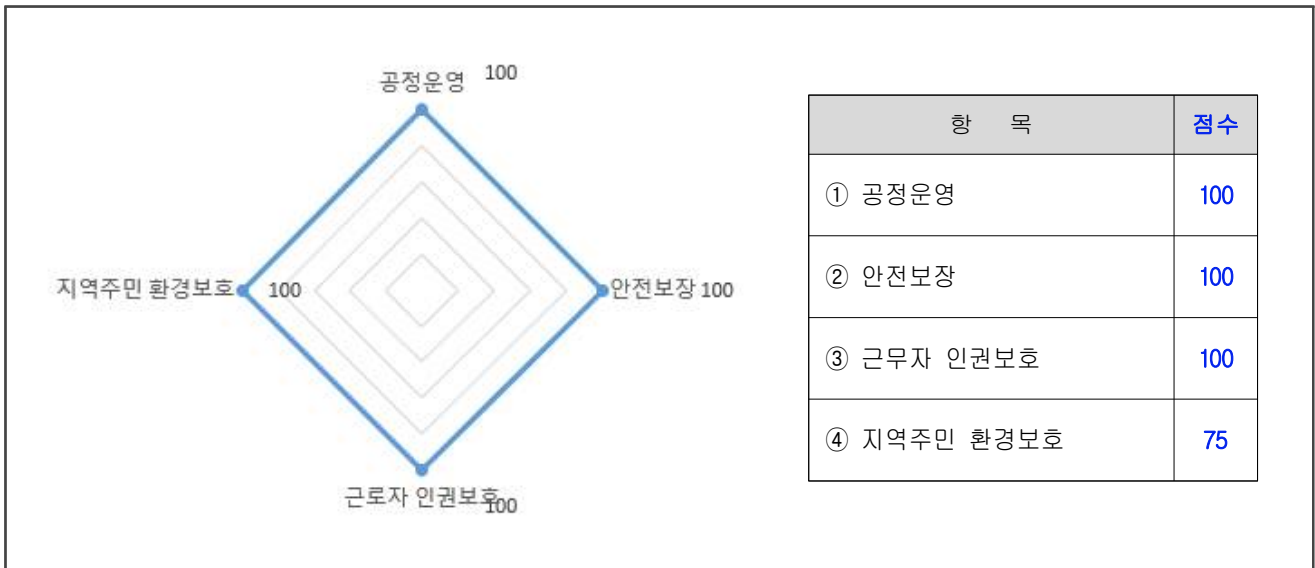 공정운영 100
지역주민 환경보호 100
안전보장 100
근로자 인권보호 100
항 목 점수
① 공정운영 100
② 안전보장 100
③ 근무자 인권보호 100
④ 지역주민 환경보호 75